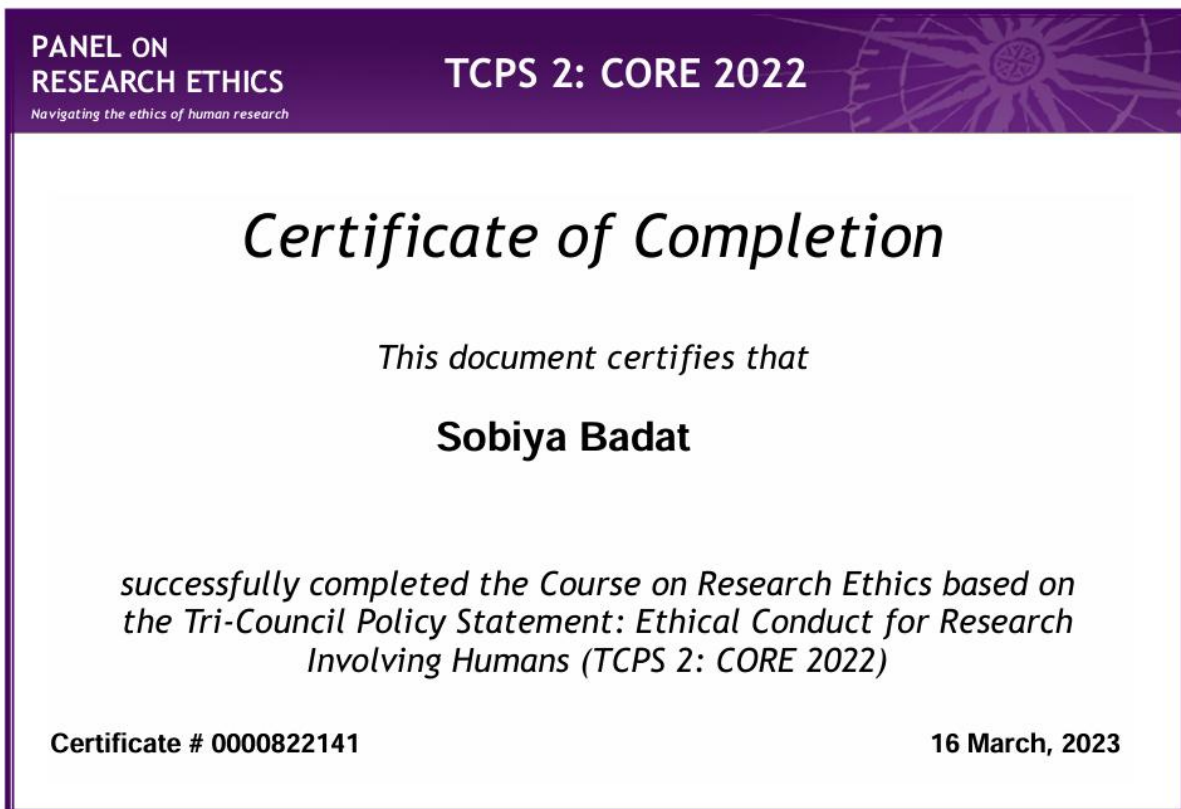 PANEL ON
RESEARCH ETHICS
Navigating the ethics of human research
TCPS 2: CORE 2022
Certificate of Completion
This document certifies that
Sobiya Badat
successfully completed the Course on Research Ethics based on
the Tri-Council Policy Statement: Ethical Conduct for Research
Involving Humans (TCPS 2: CORE 2022)
Certificate # 0000822141
16 March, 2023